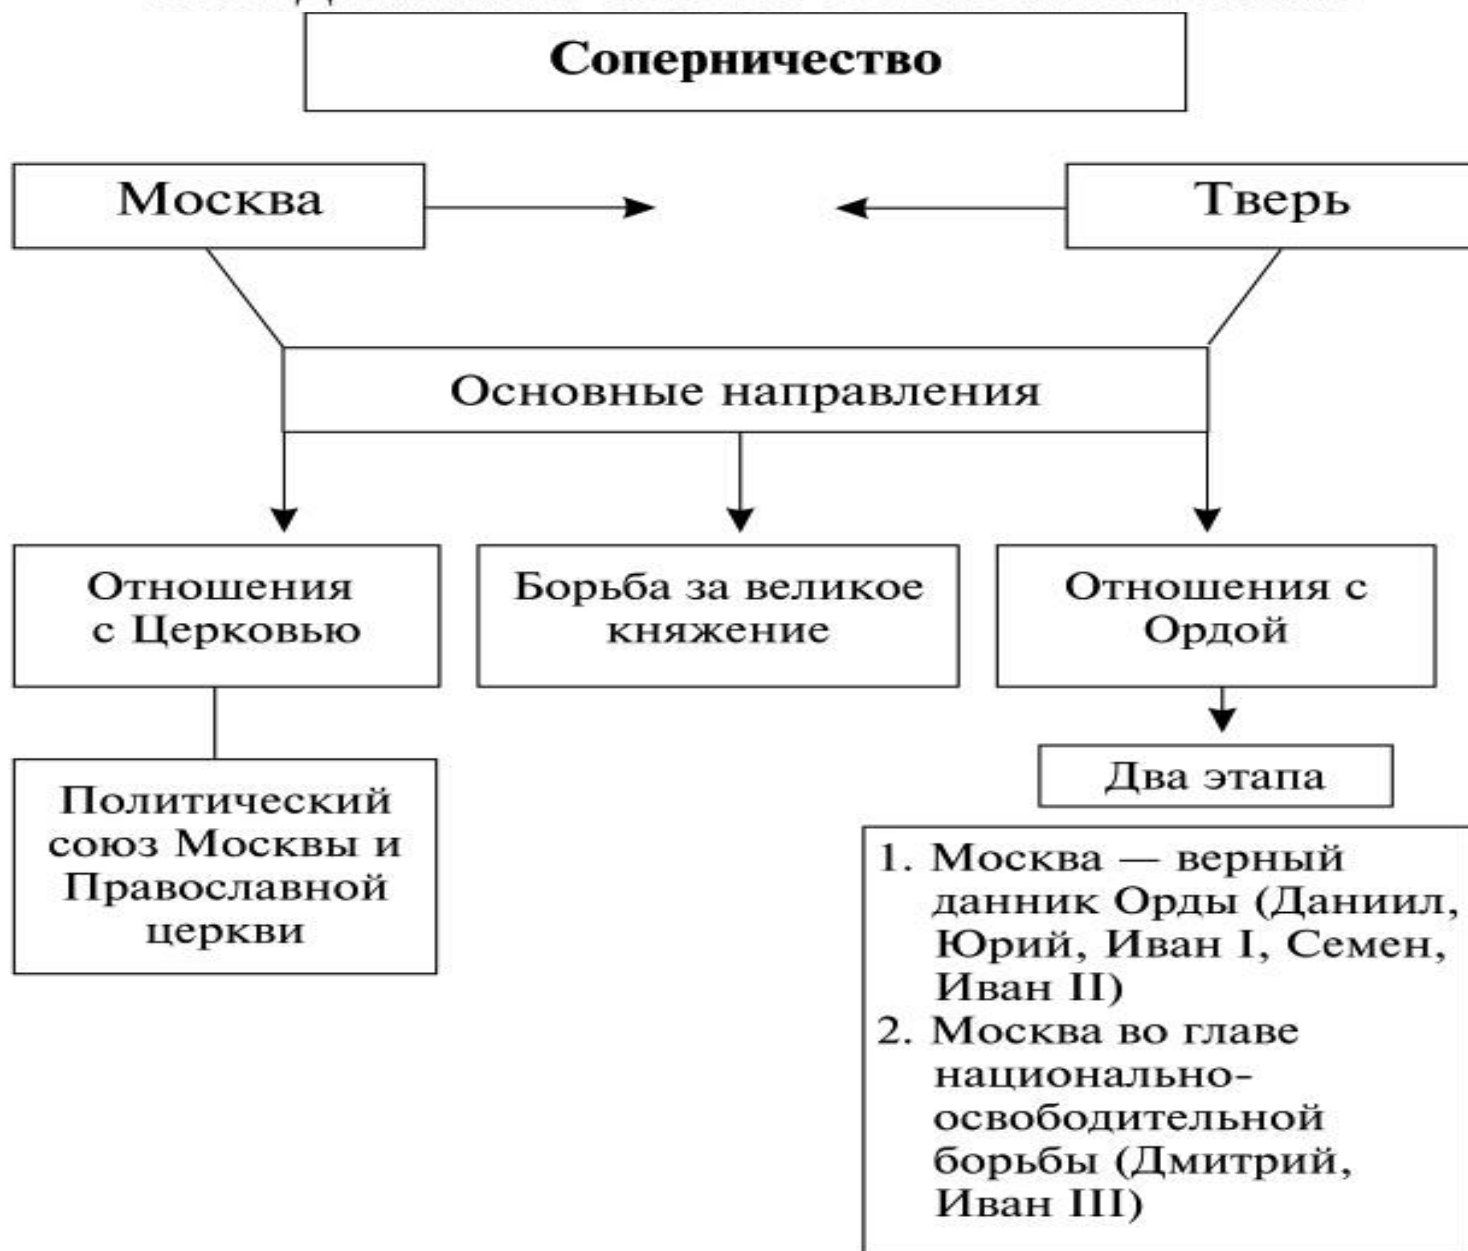 Соперничество
Москва
Тверь
Основные направления
Отношения
с Церковью
Борьба за великое
княжение
Отношения с
Ордой
Политический
союз Москвы и
Православной
церкви
Два этапа
1. Москва — верный
данник Орды (Даниил,
Юрий, Иван I, Семен,
Иван II)
2. Москва во главе
национально-
освободительной
борьбы (Дмитрий,
Иван III)